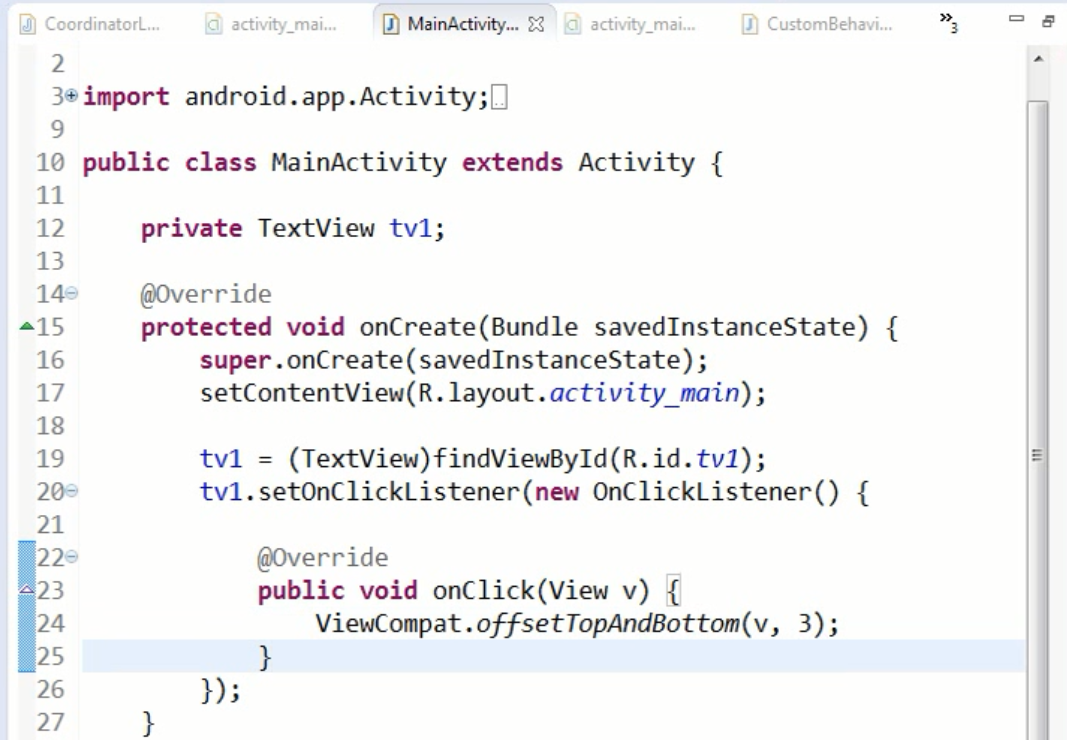 CoordinatorL... activity_mai... MainActivity... activity_mai... CustomBehavi... »3
2
3 import android.app.Activity;
9
10 public class MainActivity extends Activity {
11
12 private TextView tv1;
13
14 @Override
15 protected void onCreate(Bundle savedInstanceState) {
16 super.onCreate(savedInstanceState);
17 setContentView(R.layout.activity_main);
18
19 tv1 = (TextView)findViewById(R.id.tv1);
20 tv1.setOnClickListener(new OnClickListener() {
21
22 @Override
23 public void onClick(View v) {
24 ViewCompat.offsetTopAndBottom(v, 3);
25 }
26 });
27 }